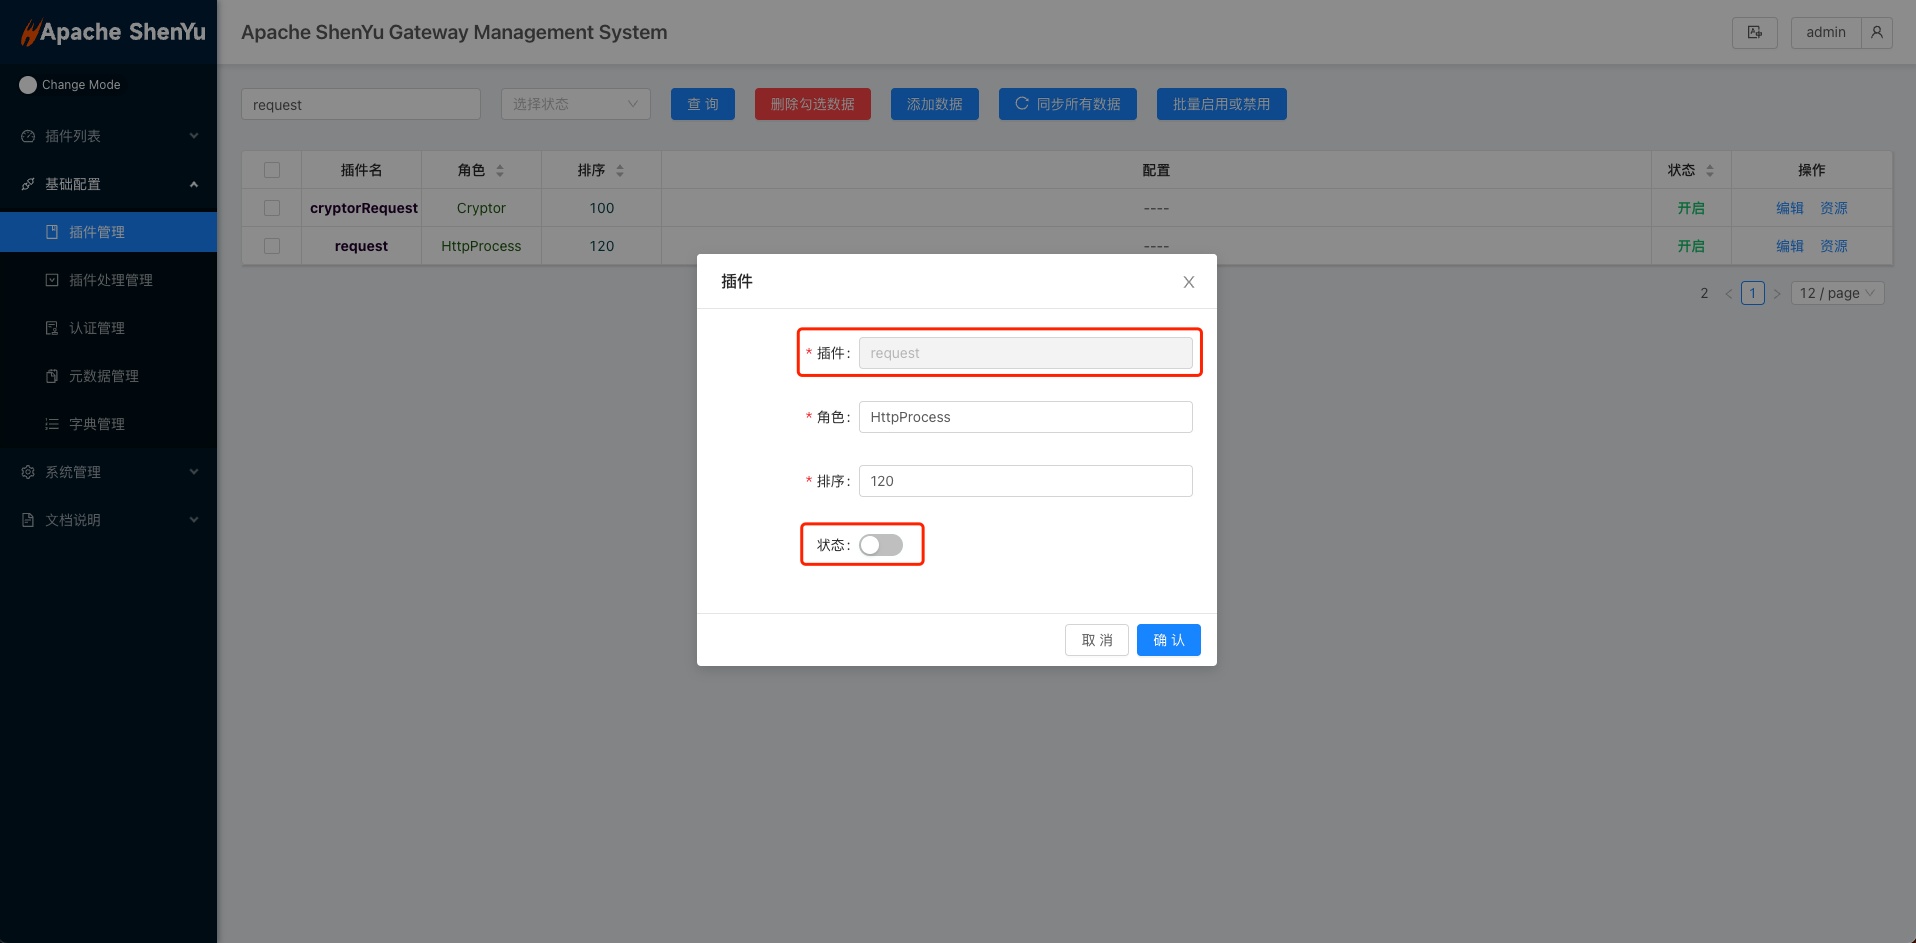 Apache ShenYu
Apache ShenYu Gateway Management System
admin
Change Mode
插件列表
基础配置
插件管理
插件处理管理
认证管理
元数据管理
字典管理
系统管理
文档说明
request
选择状态
查 询
删除勾选数据
添加数据
同步所有数据
批量启用或禁用
插件名 角色 排序 配置 状态 操作
cryptorRequest Cryptor 100 ---- 开启 编辑 资源
request HttpProcess 120 ---- 开启 编辑 资源
2 < 1 > 12 / page
插件
* 插件: request
* 角色: HttpProcess
* 排序: 120
状态:
取 消
确 认